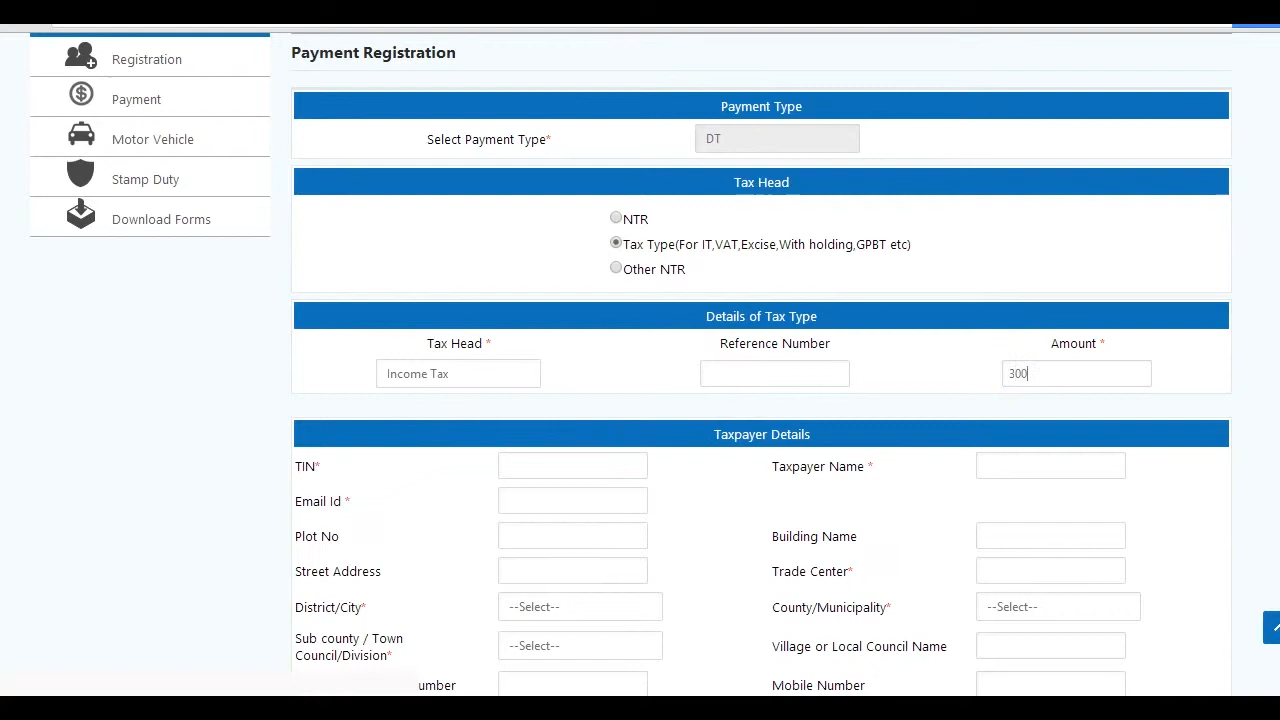 Registration
Payment
Motor Vehicle
Stamp Duty
Download Forms
Payment Registration
Payment Type
Select Payment Type* DT
Tax Head
NTR
Tax Type(For IT,VAT,Excise,With holding,GPBT etc)
Other NTR
Details of Tax Type
Tax Head * Reference Number Amount *
Income Tax 300
Taxpayer Details
TIN* Taxpayer Name *
Email Id *
Plot No Building Name
Street Address Trade Center*
District/City* --Select-- County/Municipality* --Select--
Sub county / Town
Council/Division* --Select-- Village or Local Council Name
umber Mobile Number